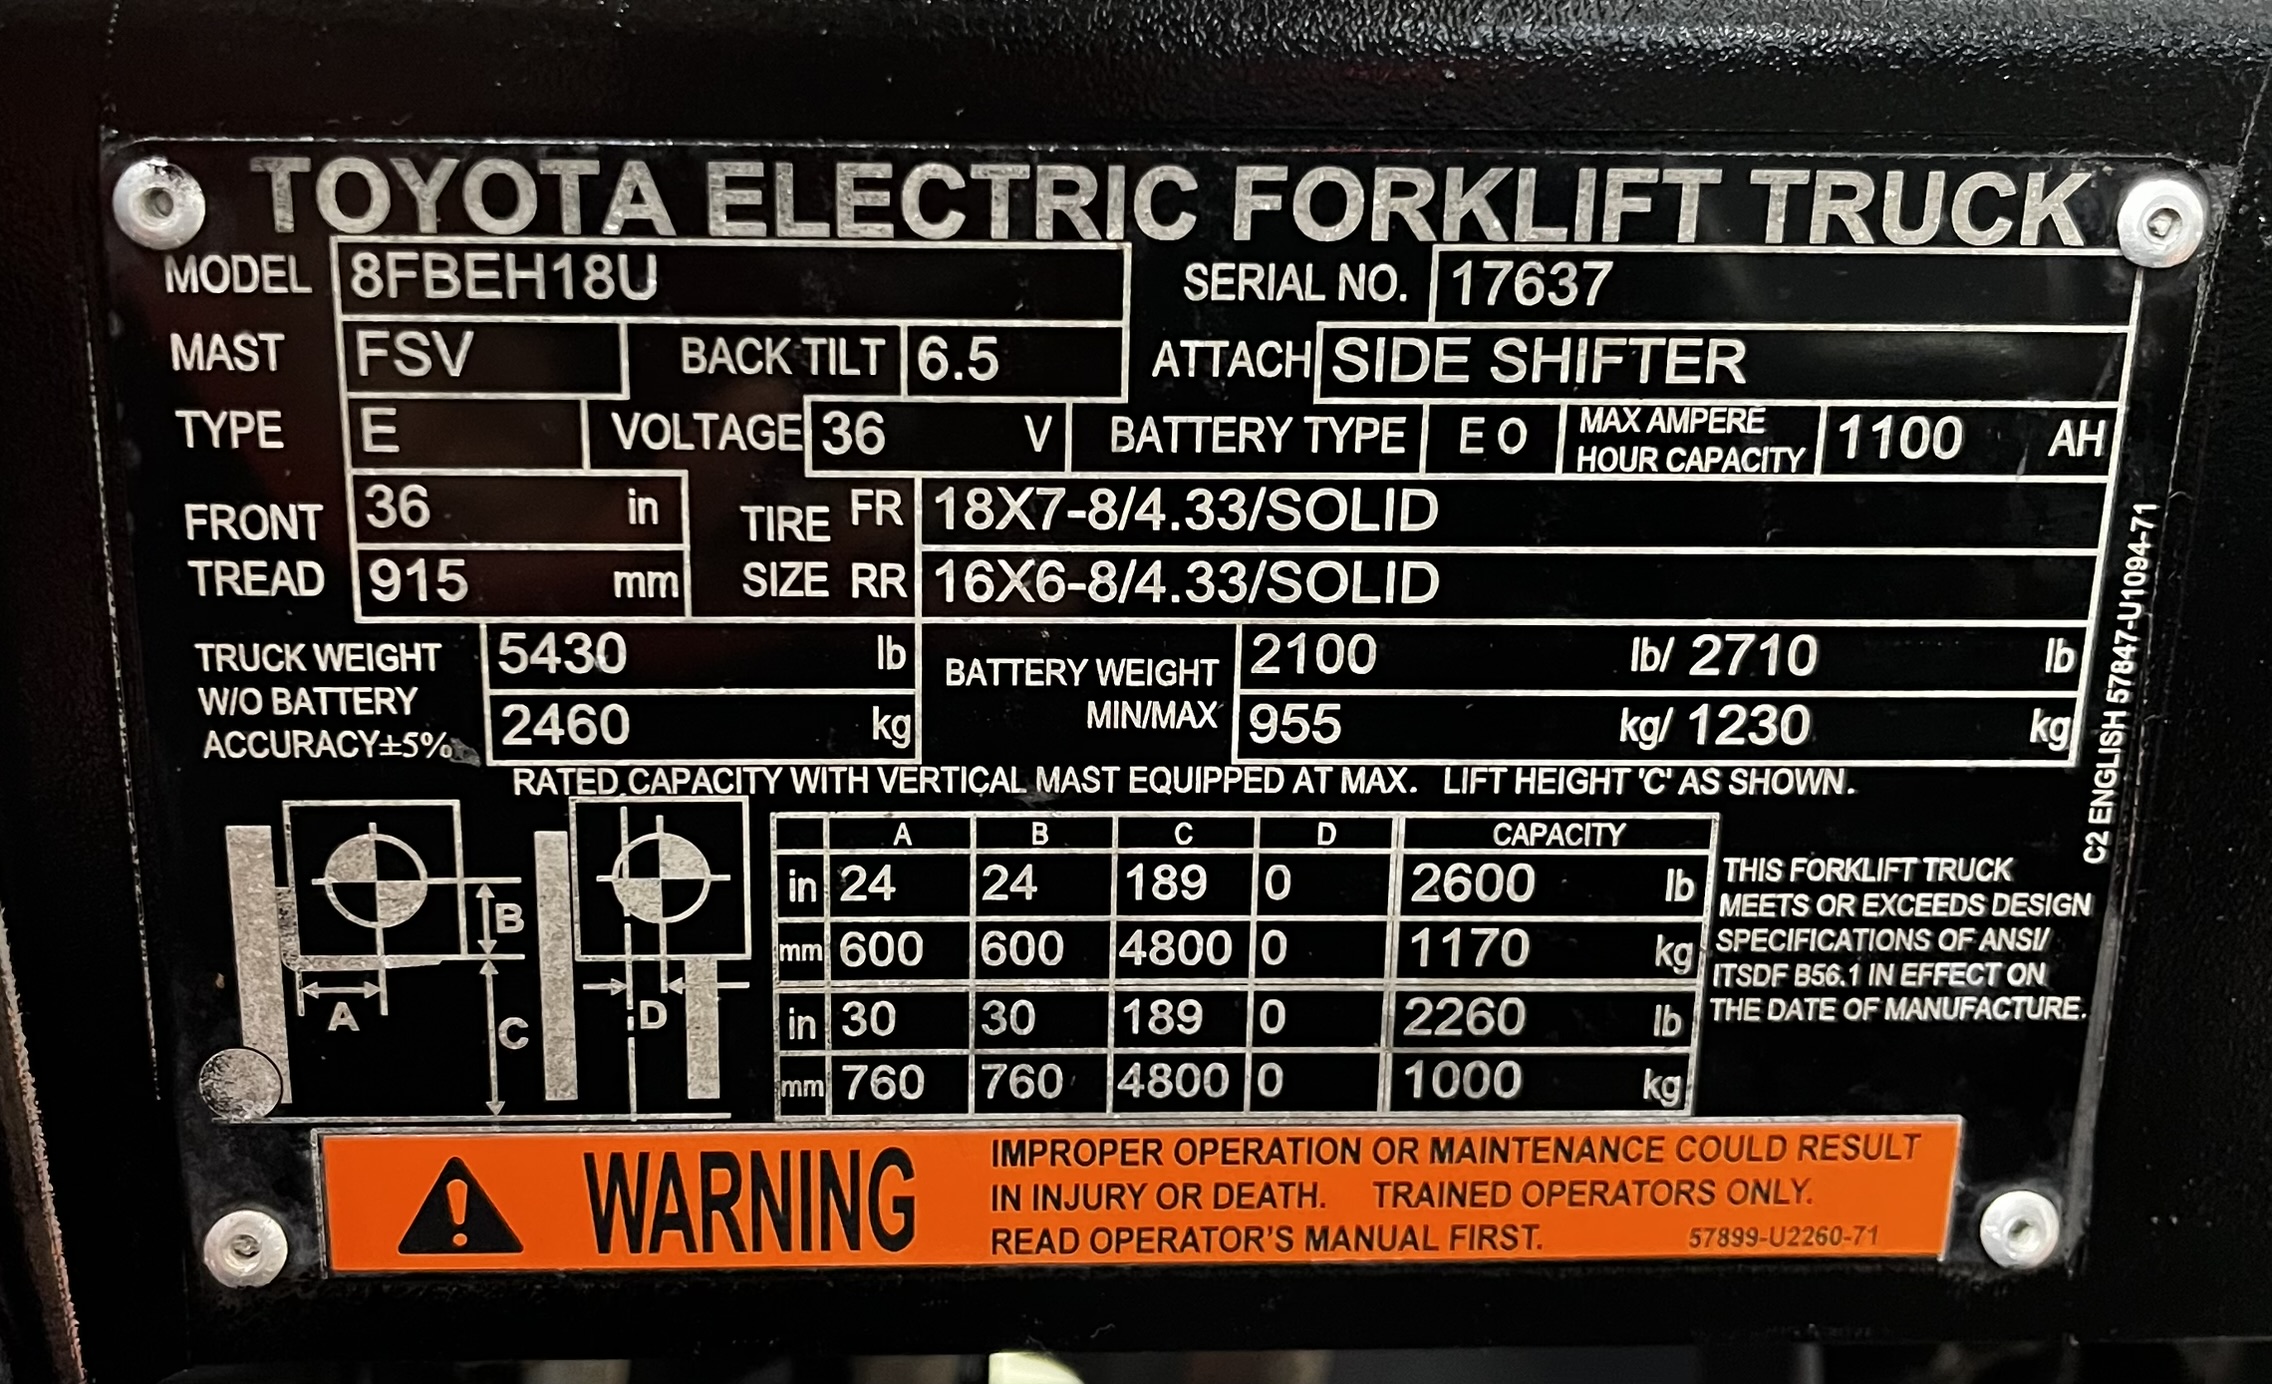 TOYOTA ELECTRIC FORKLIFT TRUCK
MODEL 8FBEH18U SERIAL NO. 17637
MAST FSV BACK TILT 6.5 ATTACH SIDE SHIFTER
TYPE E VOLTAGE 36 V BATTERY TYPE E O MAX AMPERE HOUR CAPACITY 1100 AH
FRONT TREAD 36 in TIRE SIZE FR 18X7-8/4.33/SOLID
915 mm RR 16X6-8/4.33/SOLID
TRUCK WEIGHT W/O BATTERY ACCURACY±5% 5430 lb BATTERY WEIGHT MIN/MAX 2100 lb/ 2710 lb
2460 kg 955 kg/ 1230 kg
RATED CAPACITY WITH VERTICAL MAST EQUIPPED AT MAX. LIFT HEIGHT 'C' AS SHOWN.
A B C D
A B C D CAPACITY
in 24 24 189 0 2600 lb
mm 600 600 4800 0 1170 kg
in 30 30 189 0 2260 lb
mm 760 760 4800 0 1000 kg
THIS FORKLIFT TRUCK
MEETS OR EXCEEDS DESIGN
SPECIFICATIONS OF ANSI/
ITSDF B56.1 IN EFFECT ON
THE DATE OF MANUFACTURE.
C2 ENGLISH 57847-U1094-71
WARNING
IMPROPER OPERATION OR MAINTENANCE COULD RESULT
IN INJURY OR DEATH. TRAINED OPERATORS ONLY.
READ OPERATOR'S MANUAL FIRST. 57899-U2260-71